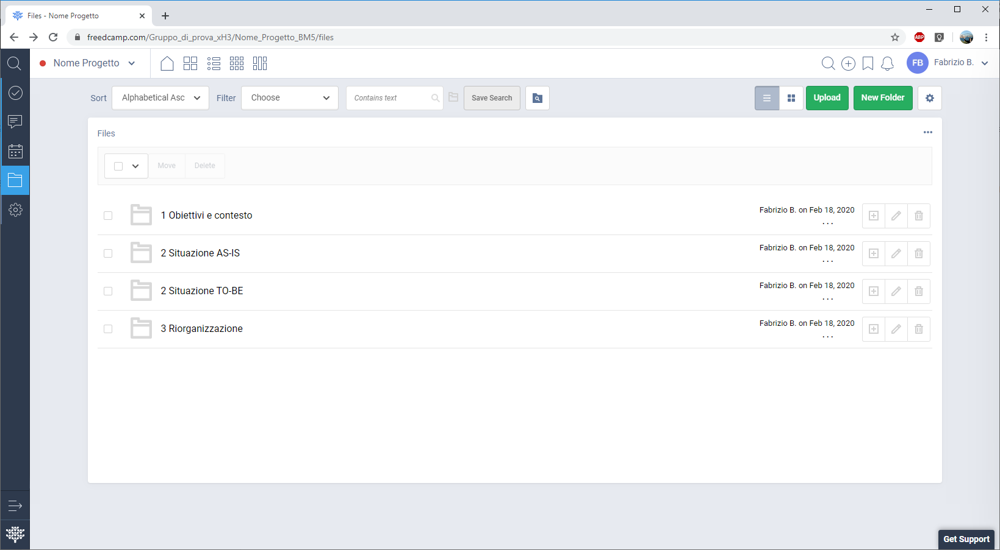 Files - Nome Progetto
freedcamp.com/Gruppo_di_prova_xH3/Nome_Progetto_BM5/files
ABP
Nome Progetto
FB
Fabrizio B.
Sort
Alphabetical Asc
Filter
Choose
Contains text
Save Search
Upload
New Folder
Files
Move
Delete
1 Obiettivi e contesto
Fabrizio B. on Feb 18, 2020
...
2 Situazione AS-IS
Fabrizio B. on Feb 18, 2020
...
2 Situazione TO-BE
Fabrizio B. on Feb 18, 2020
...
3 Riorganizzazione
Fabrizio B. on Feb 18, 2020
...
Get Support